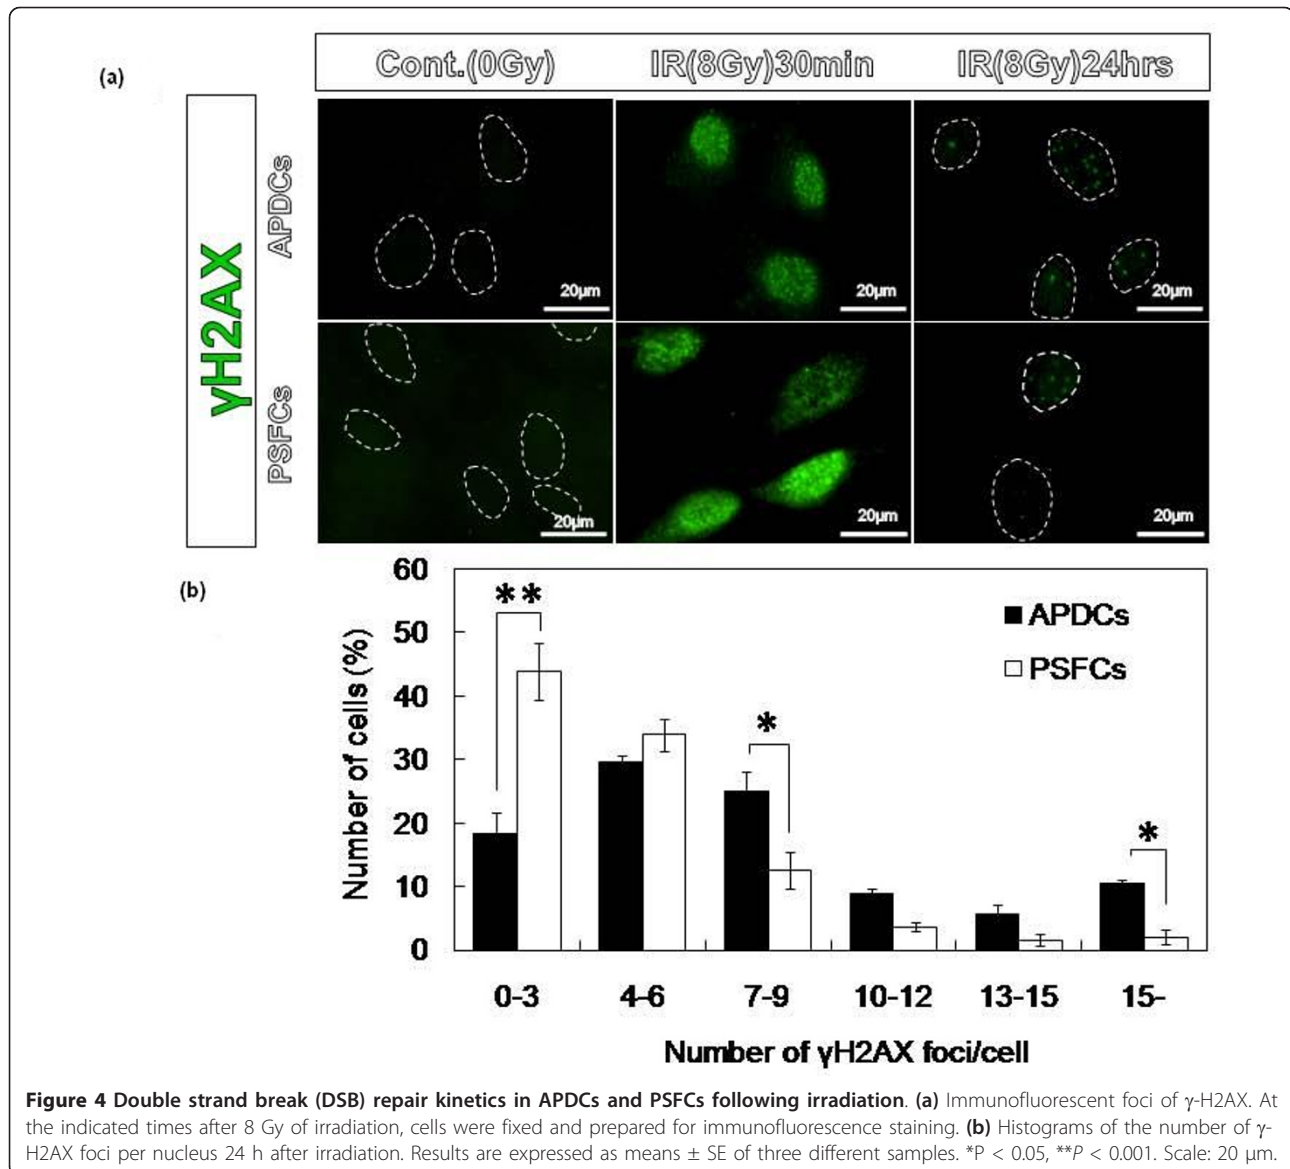 (a)
Cont.(0Gy) IR(8Gy)30min IR(8Gy)24hrs
γH2AX
APDCs
20µm 20µm 20µm
PSFCs
20µm 20µm 20µm
(b)
Number of cells (%)
60
50
40
30
20
10
0
** * *
APDCs
PSFCs
0-3 4-6 7-9 10-12 13-15 15-
Number of γH2AX foci/cell
Figure 4 Double strand break (DSB) repair kinetics in APDCs and PSFCs following irradiation. (a) Immunofluorescent foci of γ-H2AX. At
the indicated times after 8 Gy of irradiation, cells were fixed and prepared for immunofluorescence staining. (b) Histograms of the number of γ-
H2AX foci per nucleus 24 h after irradiation. Results are expressed as means ± SE of three different samples. *P < 0.05, **P < 0.001. Scale: 20 μm.